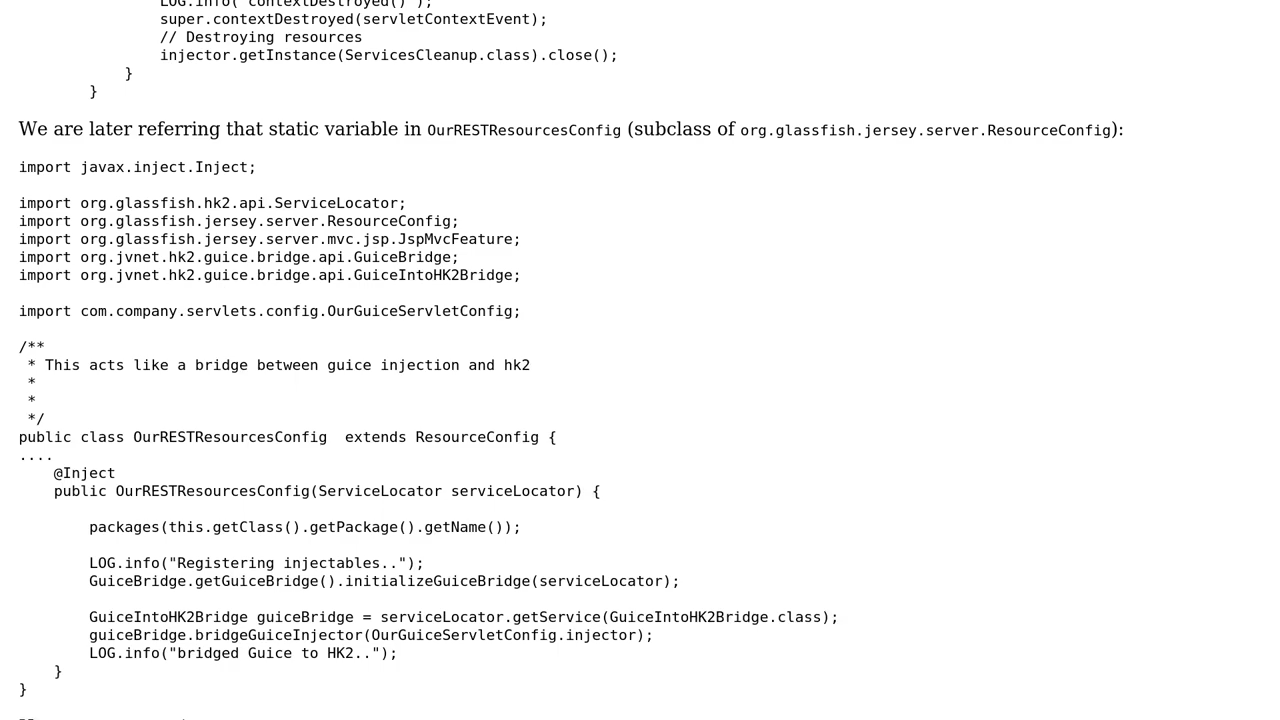 LOG.info("contextDestroyed()");
super.contextDestroyed(servletContextEvent);
// Destroying resources
injector.getInstance(ServicesCleanup.class).close();
}
}
We are later referring that static variable in OurRESTResourcesConfig (subclass of org.glassfish.jersey.server.ResourceConfig):
import javax.inject.Inject;
import org.glassfish.hk2.api.ServiceLocator;
import org.glassfish.jersey.server.ResourceConfig;
import org.glassfish.jersey.server.mvc.jsp.JspMvcFeature;
import org.jvnet.hk2.guice.bridge.api.GuiceBridge;
import org.jvnet.hk2.guice.bridge.api.GuiceIntoHK2Bridge;
import com.company.servlets.config.OurGuiceServletConfig;
/**
* This acts like a bridge between guice injection and hk2
*
*
*/
public class OurRESTResourcesConfig  extends ResourceConfig {
....
@Inject
public OurRESTResourcesConfig(ServiceLocator serviceLocator) {
packages(this.getClass().getPackage().getName());
LOG.info("Registering injectables..");
GuiceBridge.getGuiceBridge().initializeGuiceBridge(serviceLocator);
GuiceIntoHK2Bridge guiceBridge = serviceLocator.getService(GuiceIntoHK2Bridge.class);
guiceBridge.bridgeGuiceInjector(OurGuiceServletConfig.injector);
LOG.info("bridged Guice to HK2..");
}
}